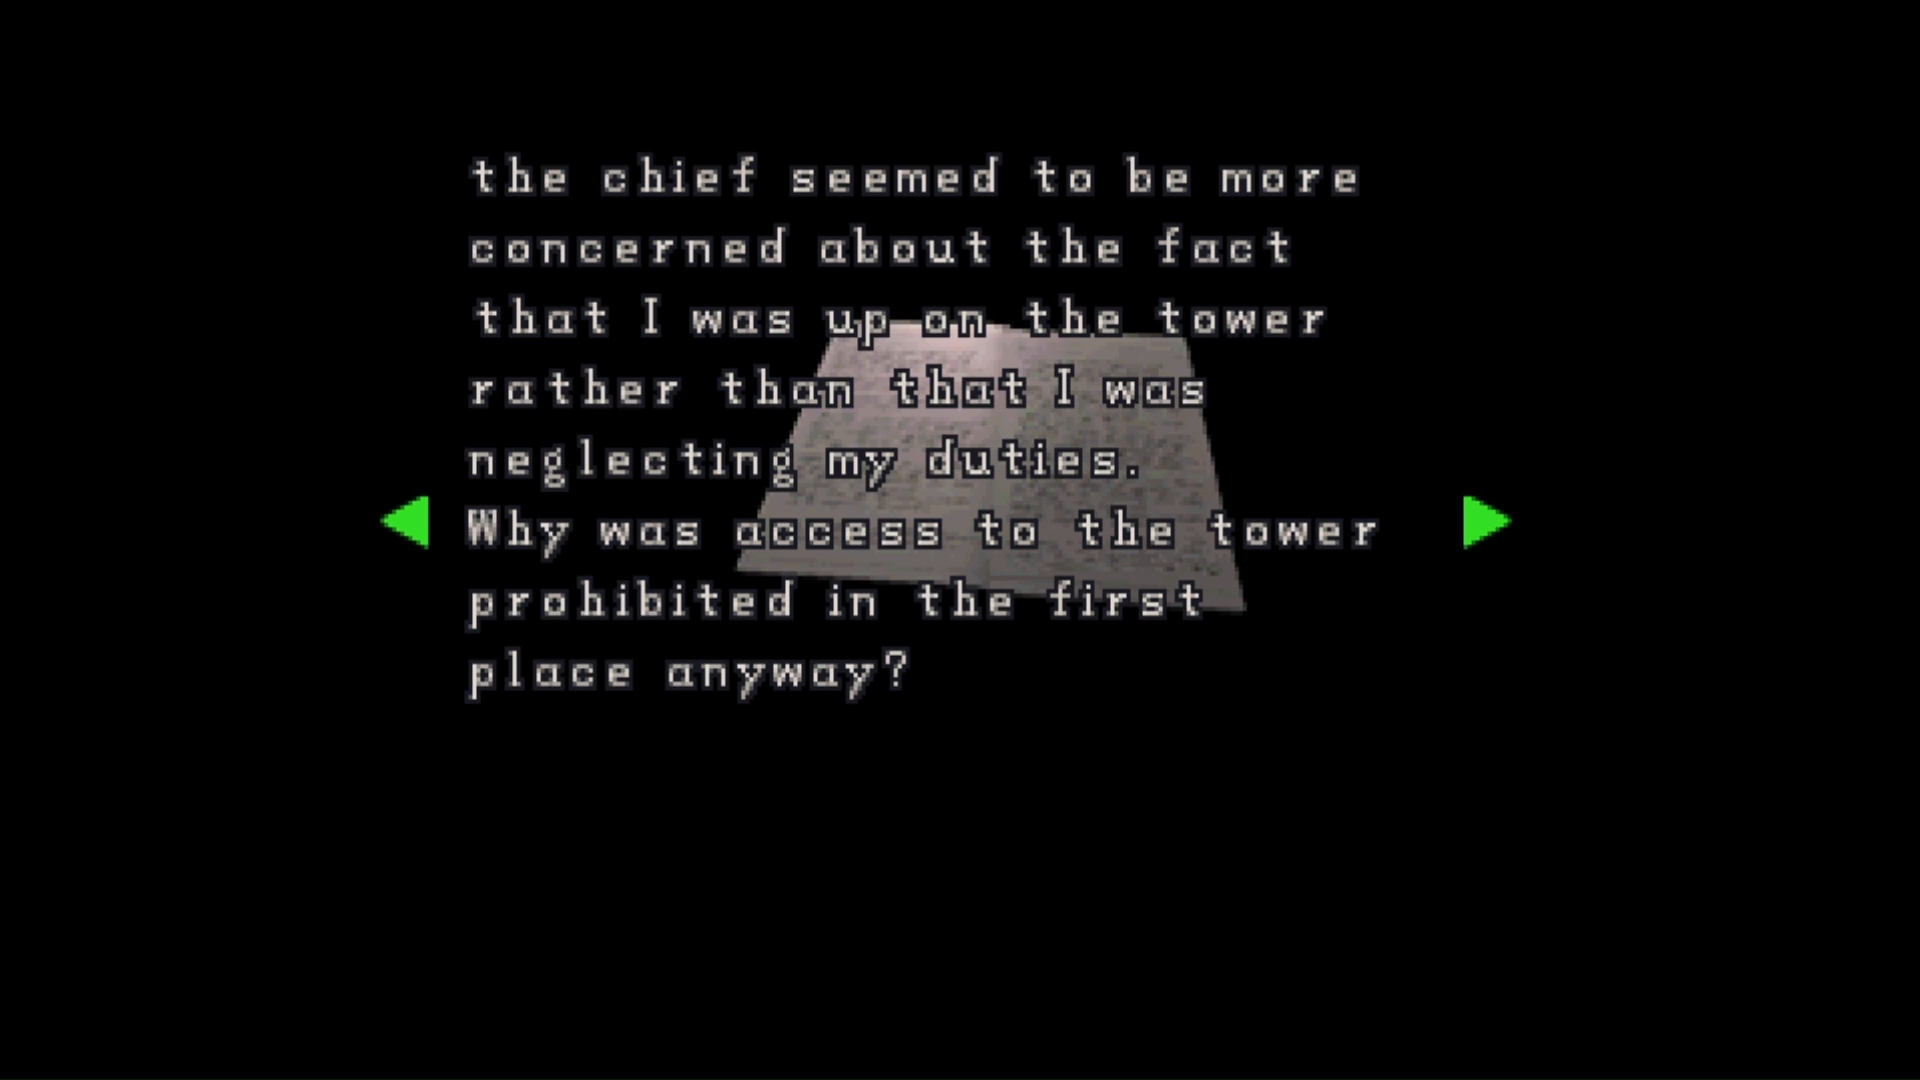 the chief seemed to be more
concerned about the fact
that I was up on the tower
rather than that I was
neglecting my duties.
Why was access to the tower
prohibited in the first
place anyway?